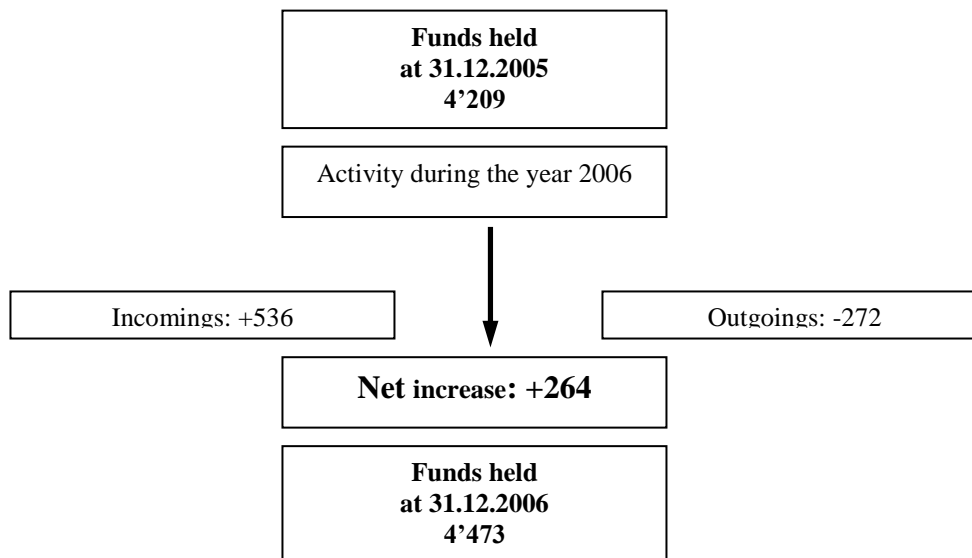 Funds held
at 31.12.2005
4’209
Activity during the year 2006
Incomings: +536
Outgoings: -272
Net increase: +264
Funds held
at 31.12.2006
4’473